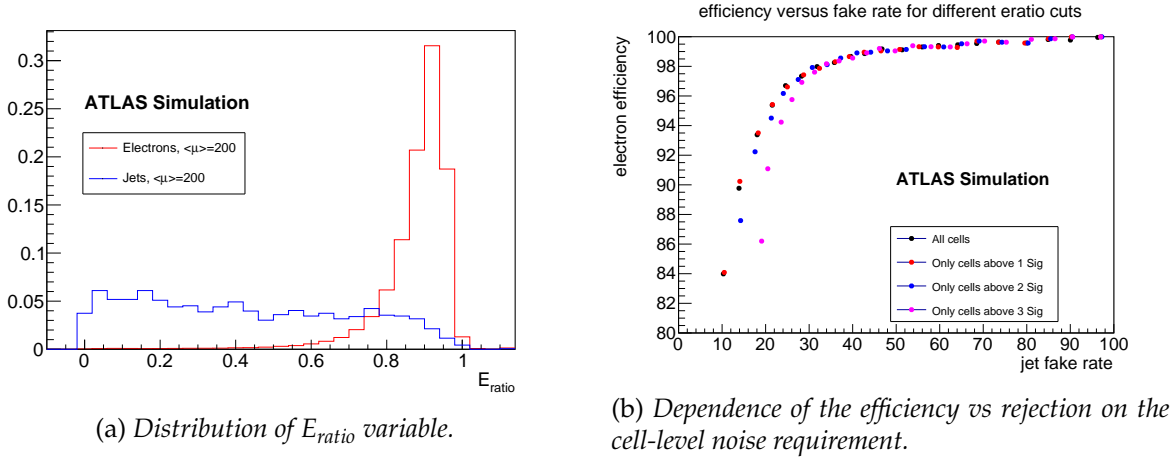 0.3
0.25
0.2
0.15
0.1
0.05
0
0 0.2 0.4 0.6 0.8 1
E_ratio
ATLAS Simulation
Electrons, <μ>=200
Jets, <μ>=200
(a) Distribution of E_ratio variable.
efficiency versus fake rate for different eratio cuts
electron efficiency
100
98
96
94
92
90
88
86
84
82
80
0 10 20 30 40 50 60 70 80 90 100
jet fake rate
ATLAS Simulation
All cells
Only cells above 1 Sig
Only cells above 2 Sig
Only cells above 3 Sig
(b) Dependence of the efficiency vs rejection on the
cell-level noise requirement.